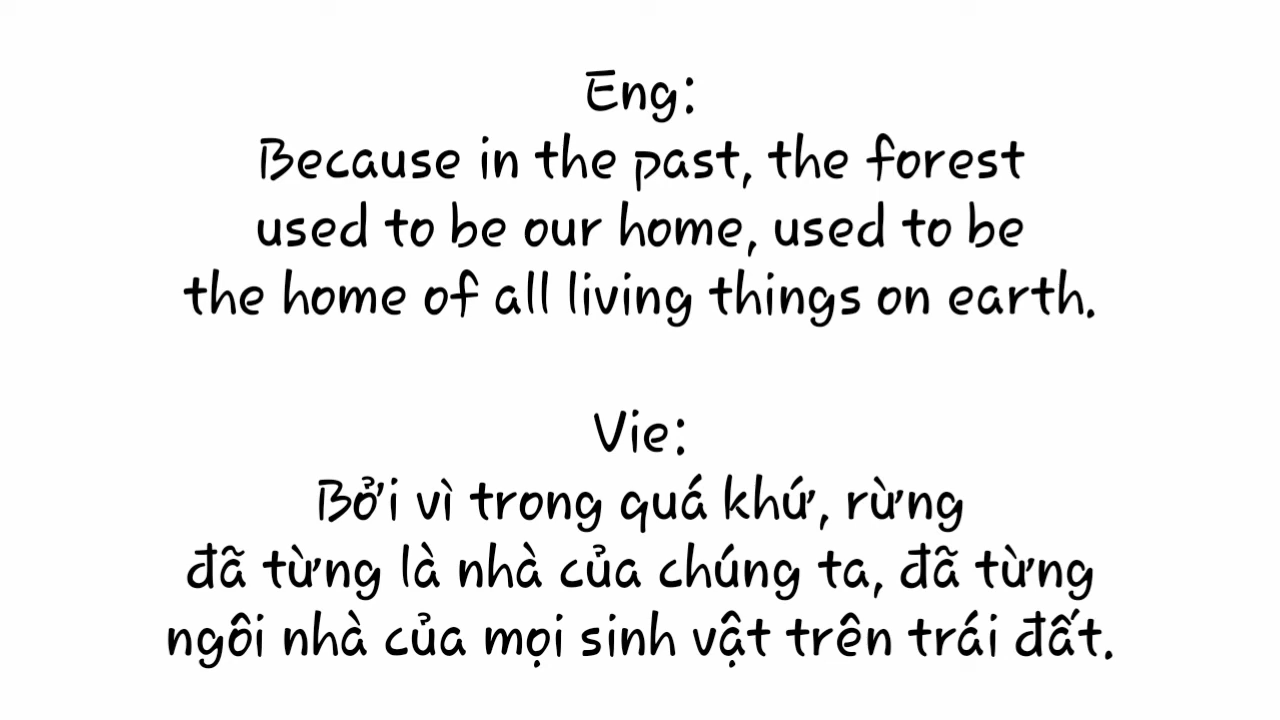 Eng:
Because in the past, the forest
used to be our home, used to be
the home of all living things on earth.
Vie:
Bởi vì trong quá khứ, rừng
đã từng là nhà của chúng ta, đã từng
ngôi nhà của mọi sinh vật trên trái đất.